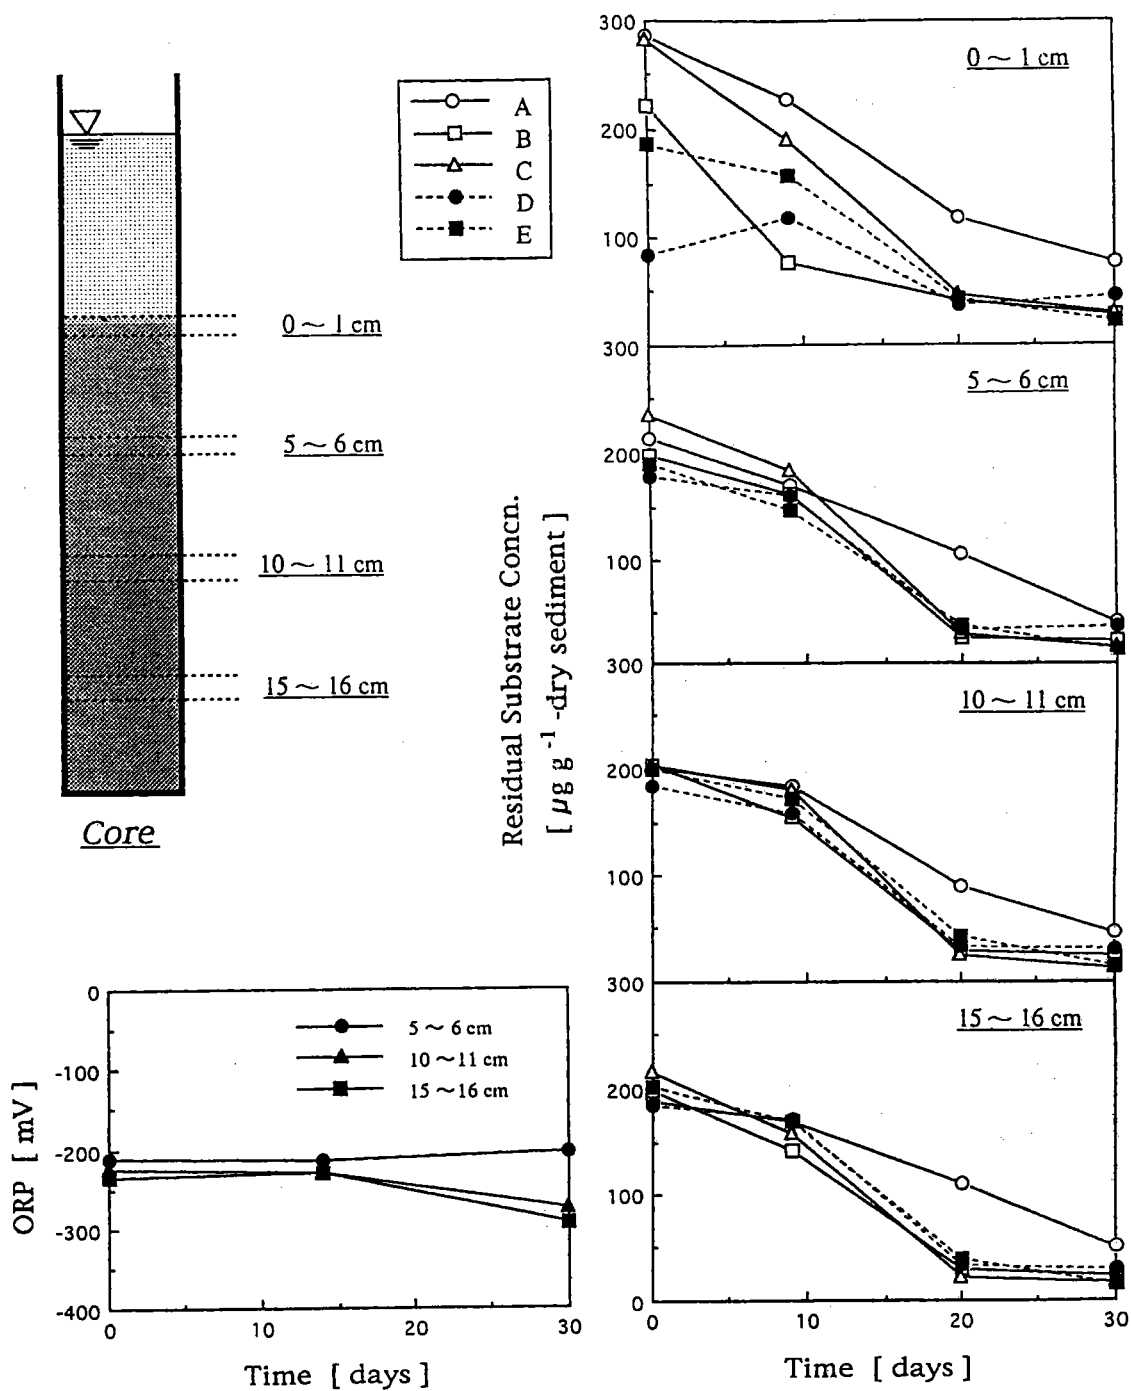 0 ~ 1 cm
5 ~ 6 cm
10 ~ 11 cm
15 ~ 16 cm
Core
A
B
C
D
E
Residual Substrate Concn.
[ µg g⁻¹ -dry sediment ]
300
200
100
0 ~ 1 cm
300
200
100
5 ~ 6 cm
300
200
100
10 ~ 11 cm
300
200
100
0
15 ~ 16 cm
0 10 20 30
Time [ days ]
ORP [ mV ]
0
-100
-200
-300
-400
5 ~ 6 cm
10 ~ 11 cm
15 ~ 16 cm
0 10 20 30
Time [ days ]